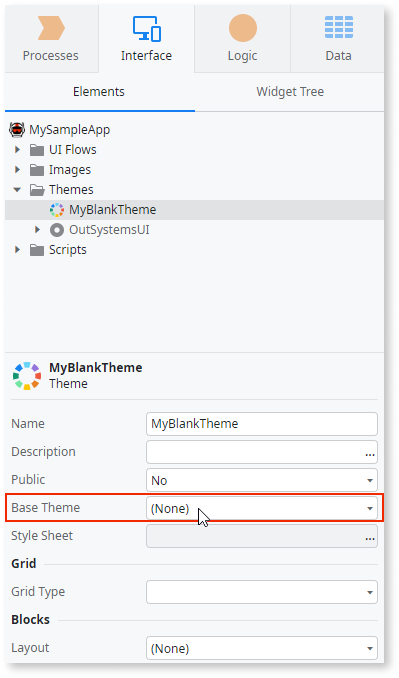 Processes Interface Logic Data
Elements Widget Tree
MySampleApp
UI Flows
Images
Themes
MyBlankTheme
OutSystemsUI
Scripts
MyBlankTheme
Theme
Name MyBlankTheme
Description ...
Public No
Base Theme (None)
Style Sheet ...
Grid
Grid Type
Blocks
Layout (None)